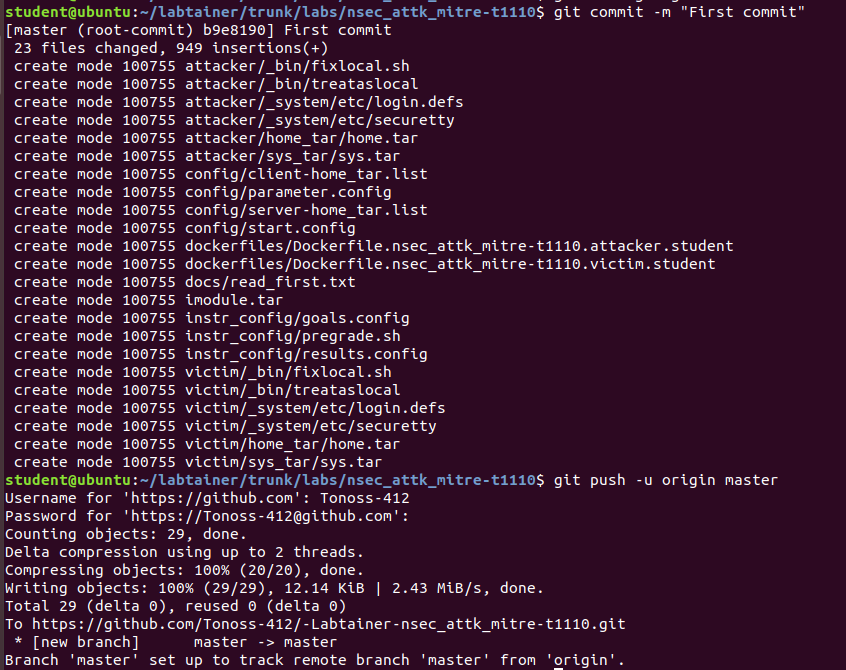 student@ubuntu:~/labtainer/trunk/labs/nsec_attk_mitre-t1110$ git commit -m "First commit"
[master (root-commit) b9e8190] First commit
 23 files changed, 949 insertions(+)
 create mode 100755 attacker/_bin/fixlocal.sh
 create mode 100755 attacker/_bin/treataslocal
 create mode 100755 attacker/_system/etc/login.defs
 create mode 100755 attacker/_system/etc/securetty
 create mode 100755 attacker/home_tar/home.tar
 create mode 100755 attacker/sys_tar/sys.tar
 create mode 100755 config/client-home_tar.list
 create mode 100755 config/parameter.config
 create mode 100755 config/server-home_tar.list
 create mode 100755 config/start.config
 create mode 100755 dockerfiles/Dockerfile.nsec_attk_mitre-t1110.attacker.student
 create mode 100755 dockerfiles/Dockerfile.nsec_attk_mitre-t1110.victim.student
 create mode 100755 docs/read_first.txt
 create mode 100755 imodule.tar
 create mode 100755 instr_config/goals.config
 create mode 100755 instr_config/pregrade.sh
 create mode 100755 instr_config/results.config
 create mode 100755 victim/_bin/fixlocal.sh
 create mode 100755 victim/_bin/treataslocal
 create mode 100755 victim/_system/etc/login.defs
 create mode 100755 victim/_system/etc/securetty
 create mode 100755 victim/home_tar/home.tar
 create mode 100755 victim/sys_tar/sys.tar
student@ubuntu:~/labtainer/trunk/labs/nsec_attk_mitre-t1110$ git push -u origin master
Username for 'https://github.com': Tonoss-412
Password for 'https://Tonoss-412@github.com':
Counting objects: 29, done.
Delta compression using up to 2 threads.
Compressing objects: 100% (20/20), done.
Writing objects: 100% (29/29), 12.14 KiB | 2.43 MiB/s, done.
Total 29 (delta 0), reused 0 (delta 0)
To https://github.com/Tonoss-412/-Labtainer-nsec_attk_mitre-t1110.git
 * [new branch]      master -> master
Branch 'master' set up to track remote branch 'master' from 'origin'.